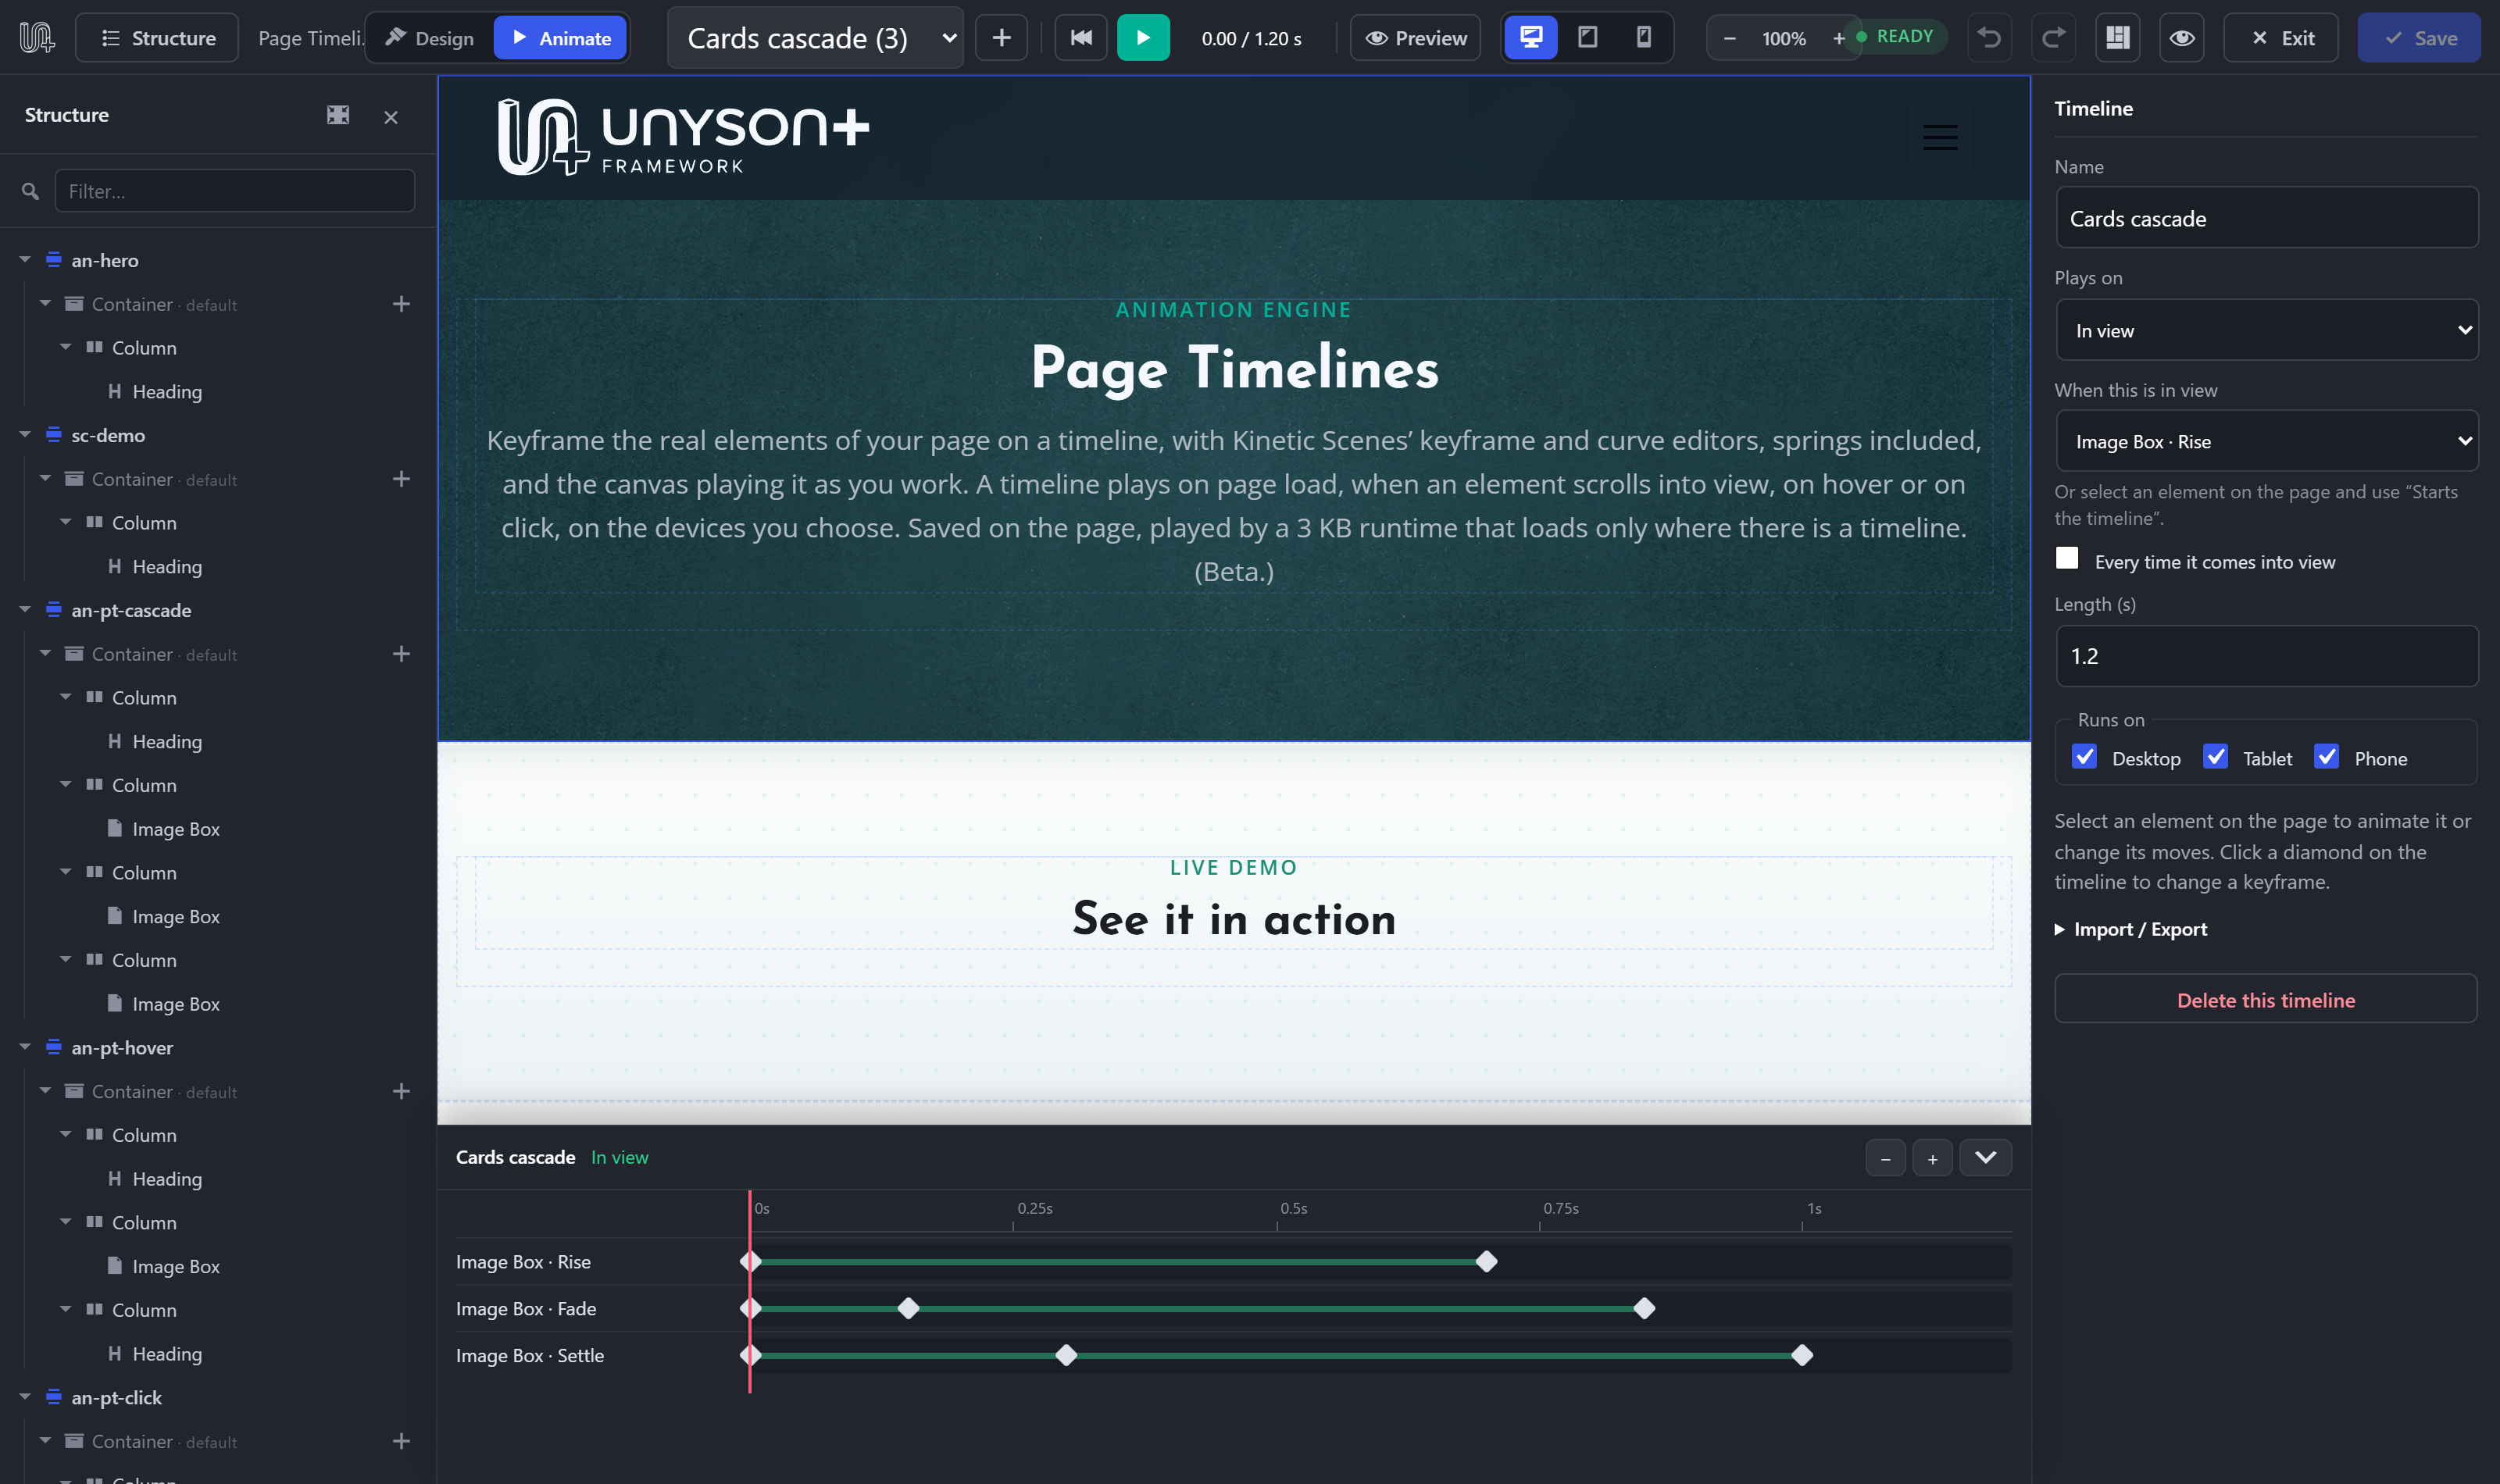 Structure
Page Timeli.
Design
Animate
Cards cascade (3)
0.00 / 1.20 s
Preview
100%
READY
Exit
Save
Structure
Filter...
an-hero
Container · default
Column
Heading
sc-demo
Container · default
Column
Heading
an-pt-cascade
Container · default
Column
Heading
Column
Image Box
Column
Image Box
Column
Image Box
an-pt-hover
Container · default
Column
Heading
Column
Image Box
Column
Heading
an-pt-click
Container · default
unyson+
FRAMEWORK
ANIMATION ENGINE
Page Timelines
Keyframe the real elements of your page on a timeline, with Kinetic Scenes’ keyframe and curve editors, springs included,
and the canvas playing it as you work. A timeline plays on page load, when an element scrolls into view, on hover or on
click, on the devices you choose. Saved on the page, played by a 3 KB runtime that loads only where there is a timeline.
(Beta.)
LIVE DEMO
See it in action
Cards cascade In view
0s 0.25s 0.5s 0.75s 1s
Image Box · Rise
Image Box · Fade
Image Box · Settle
Timeline
Name
Cards cascade
Plays on
In view
When this is in view
Image Box · Rise
Or select an element on the page and use “Starts
the timeline”.
Every time it comes into view
Length (s)
1.2
Runs on
Desktop Tablet Phone
Select an element on the page to animate it or
change its moves. Click a diamond on the
timeline to change a keyframe.
Import / Export
Delete this timeline